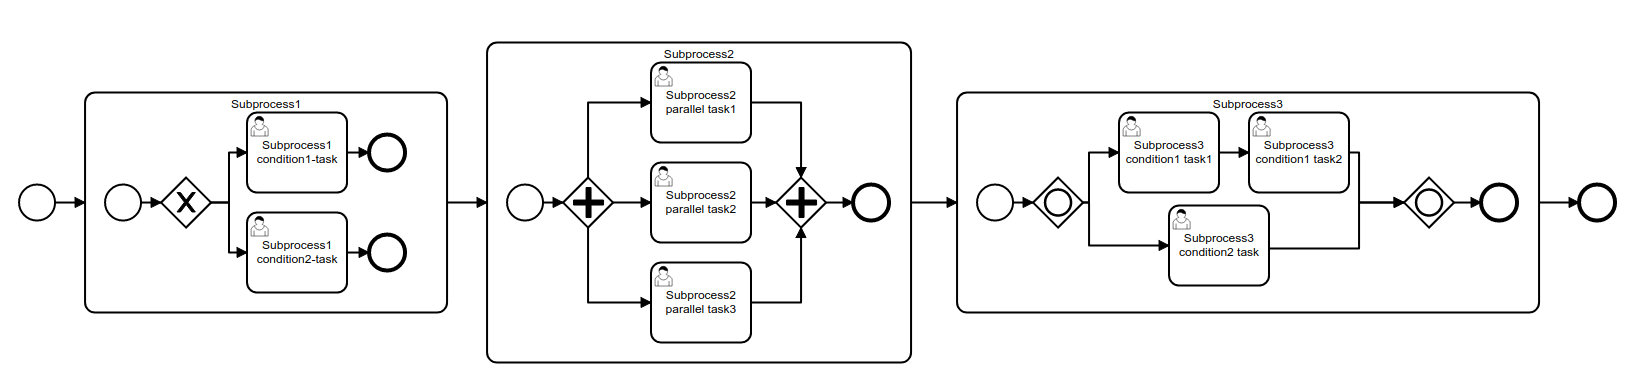 Subprocess1
Subprocess1
condition1-task
Subprocess1
condition2-task
Subprocess2
Subprocess2
parallel task1
Subprocess2
parallel task2
Subprocess2
parallel task3
Subprocess3
Subprocess3
condition1 task1
Subprocess3
condition1 task2
Subprocess3
condition2 task